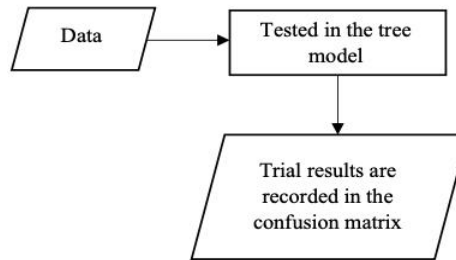 Data
Tested in the tree
model
Trial results are
recorded in the
confusion matrix